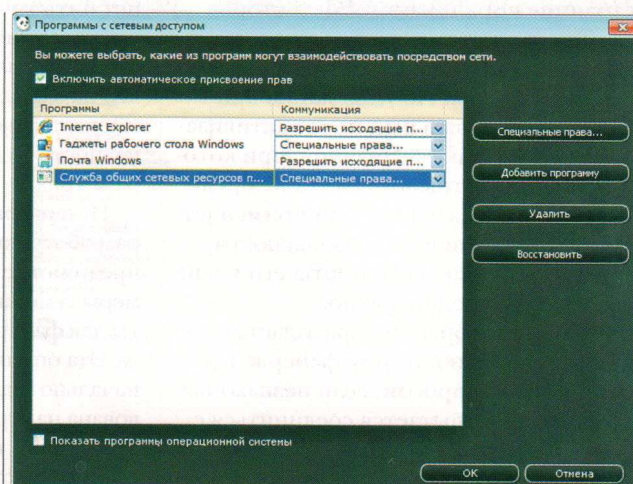 Программы с сетевым доступом
Вы можете выбрать, какие из программ могут взаимодействовать посредством сети.
Включить автоматическое присвоение прав
Программы Коммуникация
Internet Explorer Разрешить исходящие п...
Гаджеты рабочего стола Windows Специальные права...
Почта Windows Разрешить исходящие п...
Служба общих сетевых ресурсов п... Специальные права...
Специальные права...
Добавить программу
Удалить
Восстановить
Показать программы операционной системы
ОК Отмена